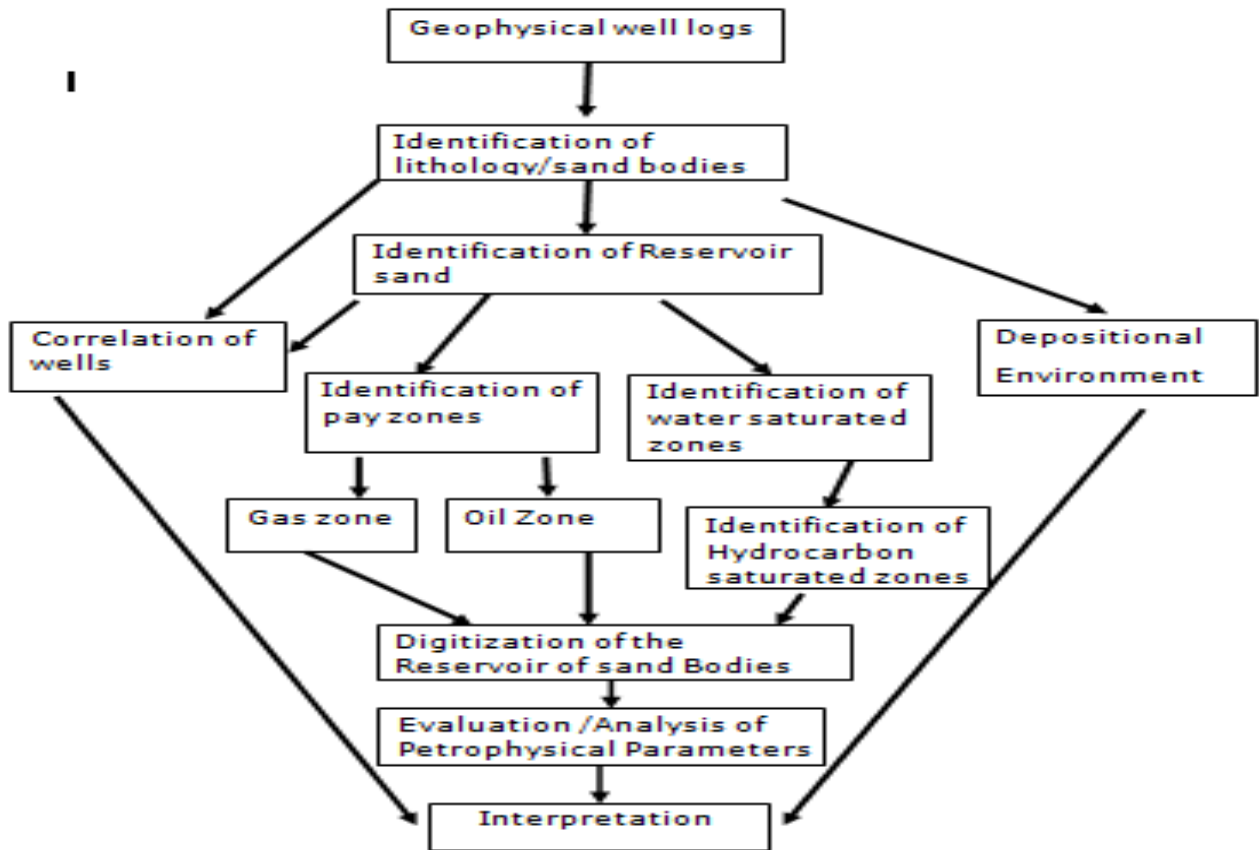 Geophysical well logs
I
Identification of
lithology/sand bodies
Identification of Reservoir
sand
Correlation of
wells
Depositional
Environment
Identification of
pay zones
Identification of
water saturated
zones
Gas zone
Oil Zone
Identification of
Hydrocarbon
saturated zones
Digitization of the
Reservoir of sand Bodies
Evaluation /Analysis of
Petrophysical Parameters
Interpretation